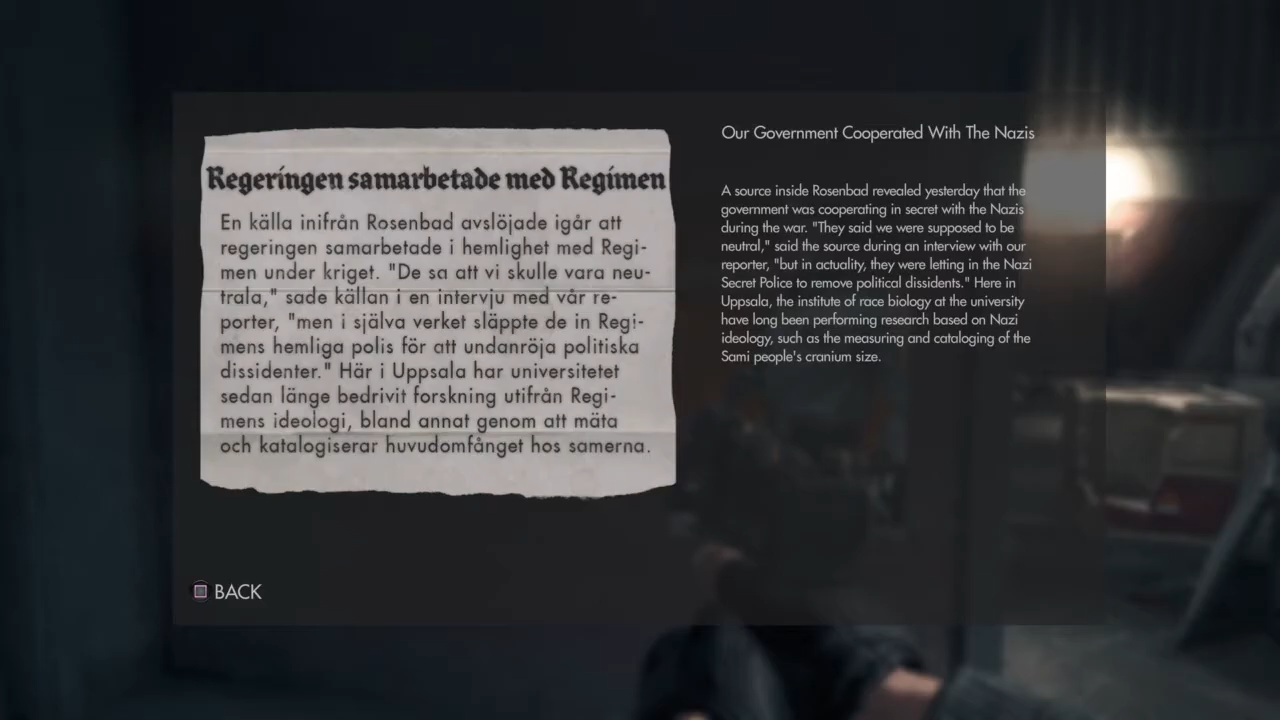 Regeringen samarbetade med Regimen
En källa inifrån Rosenbad avslöjade igår att
regeringen samarbetade i hemlighet med Regi-
men under kriget. "De sa att vi skulle vara neu-
trala," sade källan i en intervju med vår re-
porter, "men i själva verket släppte de in Regi-
mens hemliga polis för att undanröja politiska
dissidenter." Här i Uppsala har universitetet
sedan länge bedrivit forskning utifrån Regi-
mens ideologi, bland annat genom att mäta
och katalogiserar huvudomfånget hos samerna.
Our Government Cooperated With The Nazis
A source inside Rosenbad revealed yesterday that the
government was cooperating in secret with the Nazis
during the war. "They said we were supposed to be
neutral," said the source during an interview with our
reporter, "but in actuality, they were letting in the Nazi
Secret Police to remove political dissidents." Here in
Uppsala, the institute of race biology at the university
have long been performing research based on Nazi
ideology, such as the measuring and cataloging of the
Sami people's cranium size.
BACK